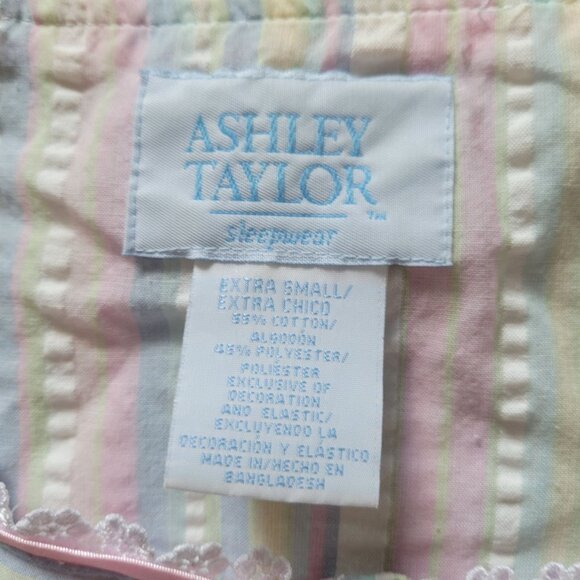 ASHLEY
TAYLOR
™
sleepwear
EXTRA SMALL/
EXTRA CHICO
55% COTTON/
ALGODÓN
45% POLYESTER/
POLIÉSTER
EXCLUSIVE OF
DECORATION
AND ELASTIC/
EXCLUYENDO LA
DECORACIÓN Y ELÁSTICO
MADE IN/HECHO EN
BANGLADESH